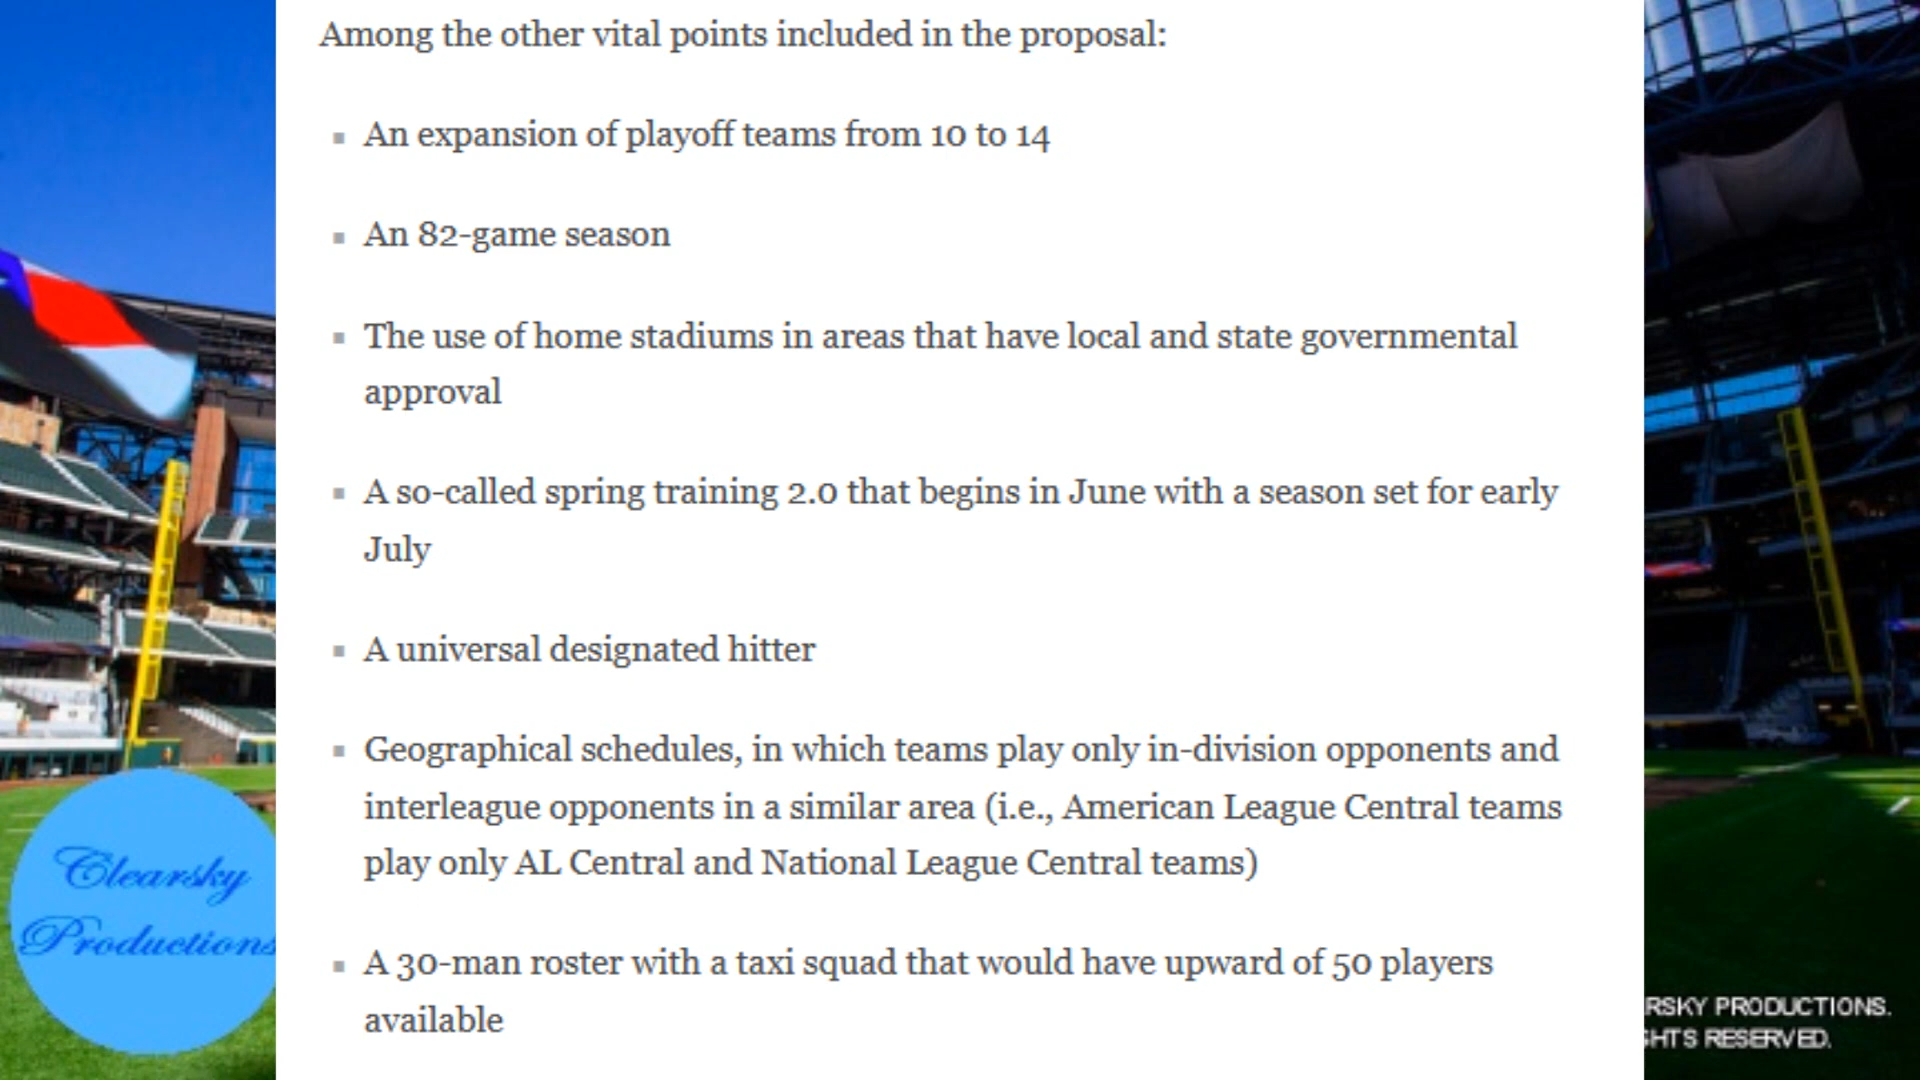 Among the other vital points included in the proposal:
An expansion of playoff teams from 10 to 14
An 82-game season
The use of home stadiums in areas that have local and state governmental
approval
A so-called spring training 2.0 that begins in June with a season set for early
July
A universal designated hitter
Geographical schedules, in which teams play only in-division opponents and
interleague opponents in a similar area (i.e., American League Central teams
play only AL Central and National League Central teams)
A 30-man roster with a taxi squad that would have upward of 50 players
available
Clearsky
Productions
RSKY PRODUCTIONS.
HTS RESERVED.